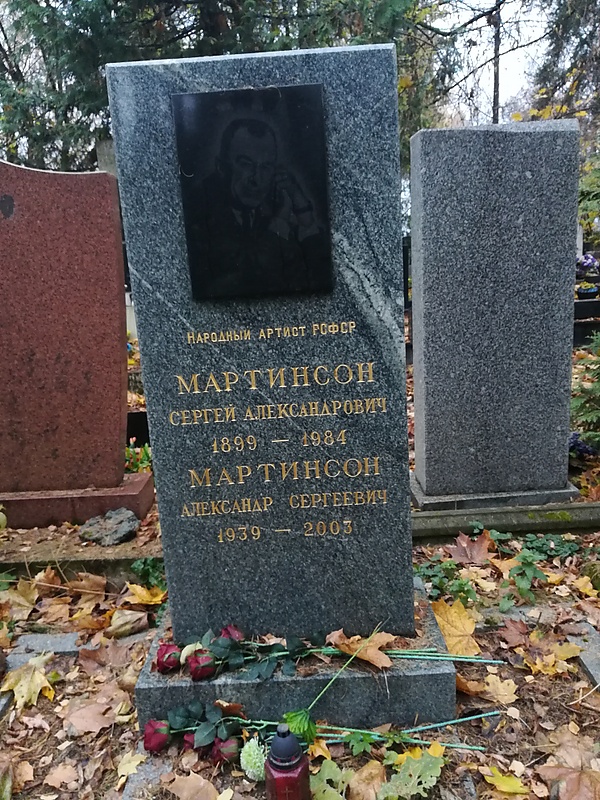 Народный артист РСФСР
МАРТИНСОН
СЕРГЕЙ АЛЕКСАНДРОВИЧ
1899 — 1984
МАРТИНСОН
АЛЕКСАНДР СЕРГЕЕВИЧ
1939 — 2003